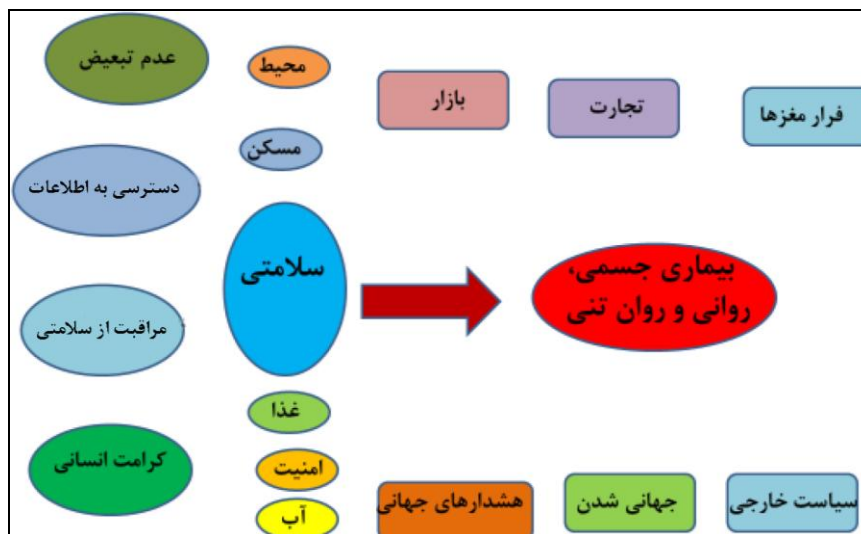 عدم تبعیض
محیط
بازار
تجارت
فرار مغزها
مسکن
دسترسی به اطلاعات
سلامتی
بیماری جسمی،
روانی و روان تنی
مراقبت از سلامتی
غذا
کرامت انسانی
امنیت
آب
هشدارهای جهانی
جهانی شدن
سیاست خارجی